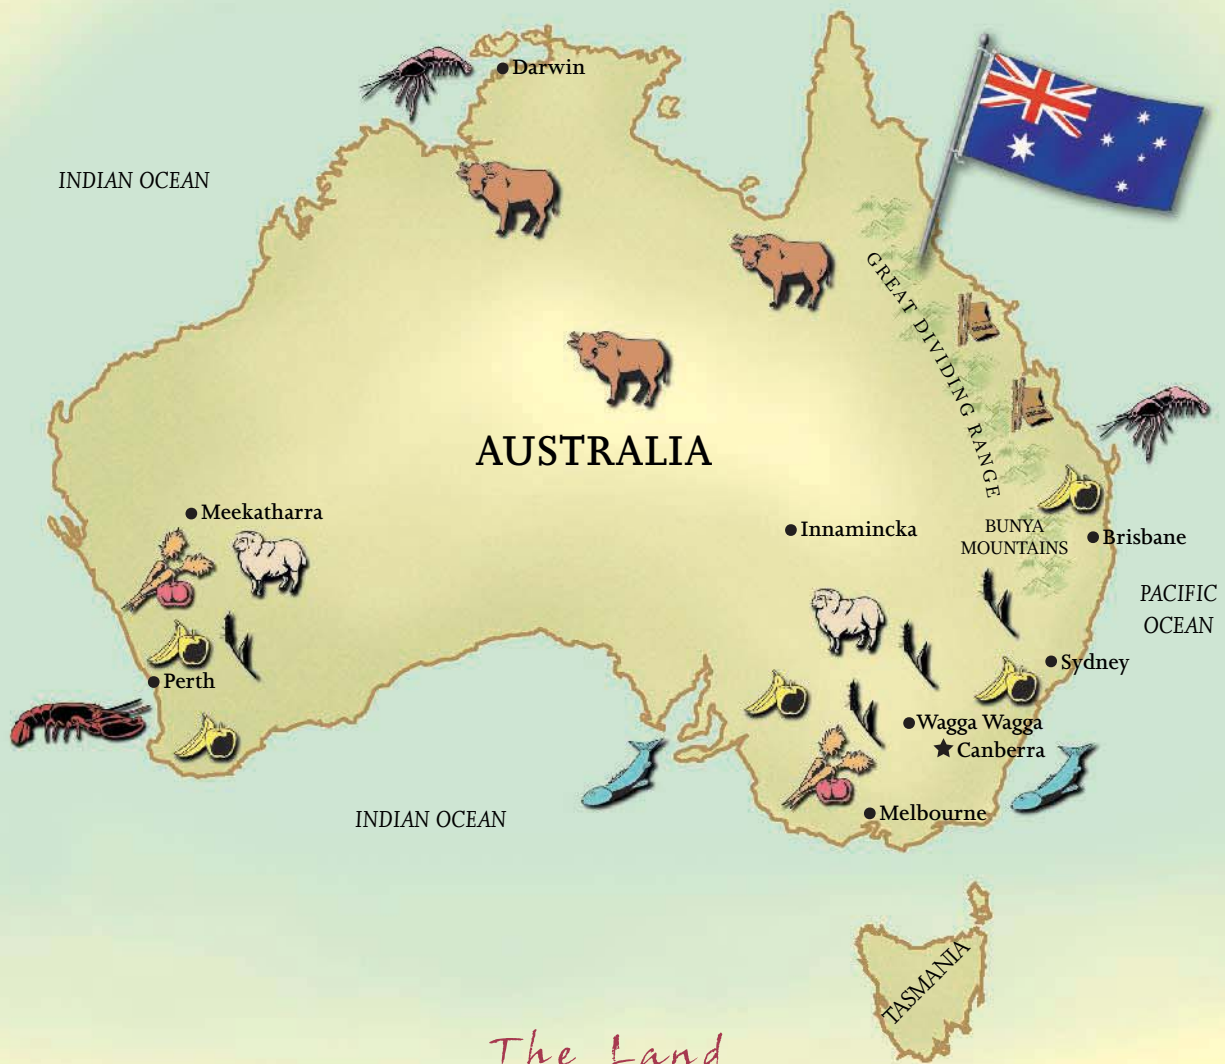 Darwin
INDIAN OCEAN
GREAT DIVIDING RANGE
AUSTRALIA
Meekatharra
Innamincka
BUNYA
MOUNTAINS
Brisbane
PACIFIC
OCEAN
Sydney
Perth
Wagga Wagga
Canberra
INDIAN OCEAN
Melbourne
TASMANIA
The Land